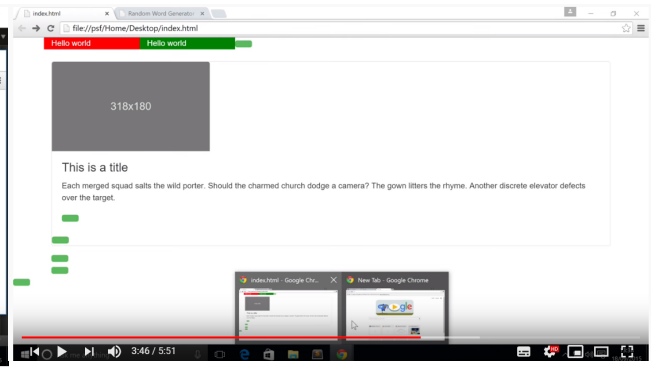 index.html
Random Word Generator
file://psf/Home/Desktop/index.html
Hello world
Hello world
318x180
This is a title
Each merged squad salts the wild porter. Should the charmed church dodge a camera? The gown litters the rhyme. Another discrete elevator defects
over the target.
index.html - Google Chr...
New Tab - Google Chrome
3:46 / 5:51
HD